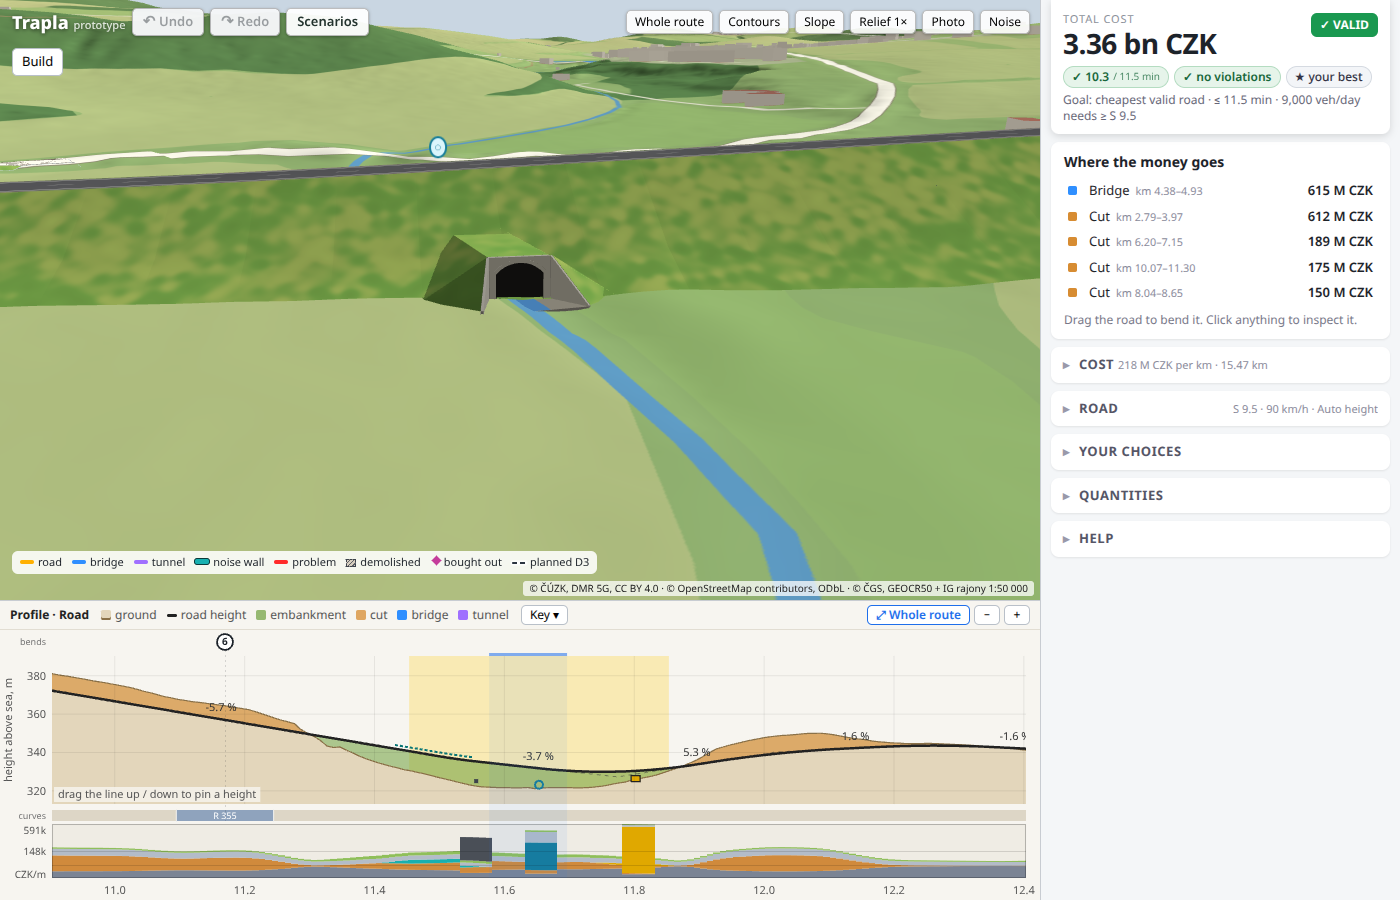 Trapla prototype
↶ Undo
↷ Redo
Scenarios
Whole route
Contours
Slope
Relief 1×
Photo
Noise
Build
road
bridge
tunnel
noise wall
problem
demolished
bought out
planned D3
© ČÚZK, DMR 5G, CC BY 4.0 · © OpenStreetMap contributors, ODbL · © ČGS, GEOCR50 + IG rajony 1:50 000
TOTAL COST
✓ VALID
3.36 bn CZK
✓ 10.3 / 11.5 min
✓ no violations
★ your best
Goal: cheapest valid road · ≤ 11.5 min · 9,000 veh/day
needs ≥ S 9.5
Where the money goes
Bridge km 4.38–4.93 615 M CZK
Cut km 2.79–3.97 612 M CZK
Cut km 6.20–7.15 189 M CZK
Cut km 10.07–11.30 175 M CZK
Cut km 8.04–8.65 150 M CZK
Drag the road to bend it. Click anything to inspect it.
▶ COST 218 M CZK per km · 15.47 km
▶ ROAD S 9.5 · 90 km/h · Auto height
▶ YOUR CHOICES
▶ QUANTITIES
▶ HELP
Profile · Road ground road height embankment cut bridge tunnel Key ▾
⤢ Whole route − +
bends 6
height above sea, m
380
360
340
320
-5.7 %
-3.7 %
5.3 %
1.6 %
-1.6 %
drag the line up / down to pin a height
curves R 355
591k
148k
CZK/m
11.0 11.2 11.4 11.6 11.8 12.0 12.2 12.4